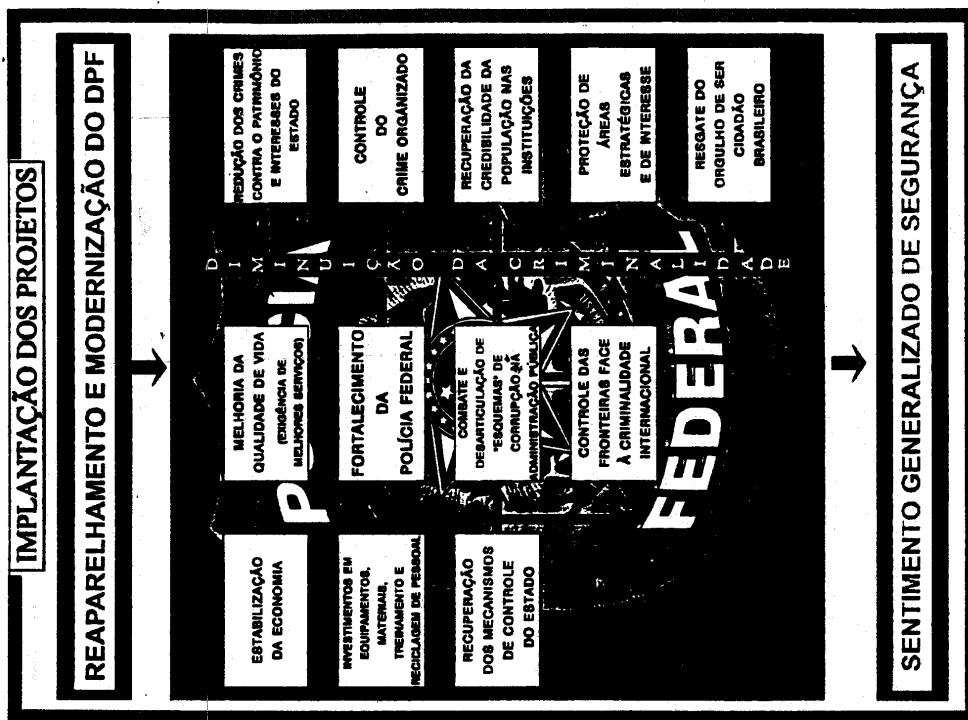 IMPLANTAÇÃO DOS PROJETOS
REAPARELHAMENTO E MODERNIZAÇÃO DO DPF
ESTABILIZAÇÃO
DA ECONOMIA
MELHORIA DA
QUALIDADE DE VIDA
(EXIGÊNCIA DE
MELHORES SERVIÇOS)
REDUÇÃO DOS CRIMES
CONTRA O PATRIMÔNIO
E INTERESSES DO
ESTADO
INVESTIMENTOS EM
EQUIPAMENTOS,
MATERIAIS,
TREINAMENTO E
RECICLAGEM DE PESSOAL
FORTALECIMENTO
DA
POLÍCIA FEDERAL
CONTROLE
DO
CRIME ORGANIZADO
RECUPERAÇÃO
DOS MECANISMOS
DE CONTROLE
DO ESTADO
COMBATE E
DESARTICULAÇÃO DE
"ESQUEMAS" DE
CORRUPÇÃO NA
ADMINISTRAÇÃO PÚBLICA
RECUPERAÇÃO DA
CREDIBILIDADE DA
POPULAÇÃO NAS
INSTITUIÇÕES
CONTROLE DAS
FRONTEIRAS FACE
À CRIMINALIDADE
INTERNACIONAL
PROTEÇÃO DE
ÁREAS
ESTRATÉGICAS
E DE INTERESSE
RESGATE DO
ORGULHO DE SER
CIDADÃO
BRASILEIRO
DIMINUIÇÃO DA CRIMINALIDADE
FEDERAL
SENTIMENTO GENERALIZADO DE SEGURANÇA